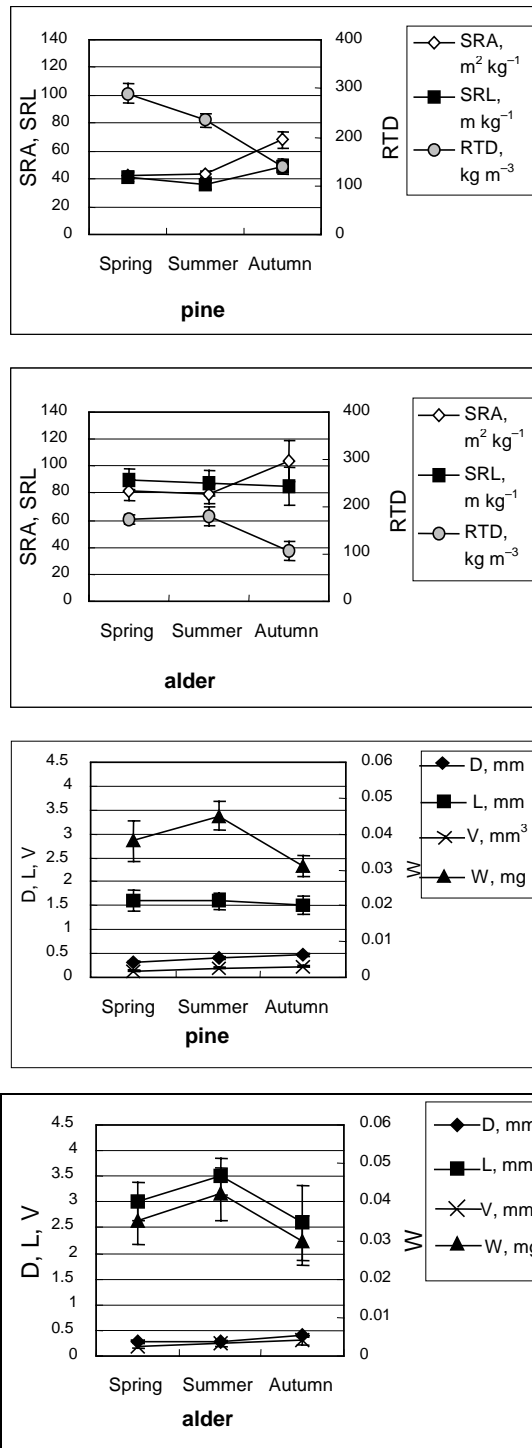 140
120
100
80
60
40
20
0
SRA, SRL
400
300
200
100
0
RTD
Spring Summer Autumn
pine
SRA,
m² kg⁻¹
SRL
m kg⁻¹
RTD,
kg m⁻³
140
120
100
80
60
40
20
0
SRA, SRL
400
300
200
100
0
RTD
Spring Summer Autumn
alder
SRA,
m² kg⁻¹
SRL
m kg⁻¹
RTD,
kg m⁻³
4.5
4
3.5
3
2.5
2
1.5
1
0.5
0
D, L, V
0.06
0.05
0.04
0.03
0.02
0.01
0
W
Spring Summer Autumn
pine
D, mm
L, mm
V, mm³
W, mg
4.5
4
3.5
3
2.5
2
1.5
1
0.5
0
D, L, V
0.06
0.05
0.04
0.03
0.02
0.01
0
W
Spring Summer Autumn
alder
D, mm
L, mm
V, mm
W, mg